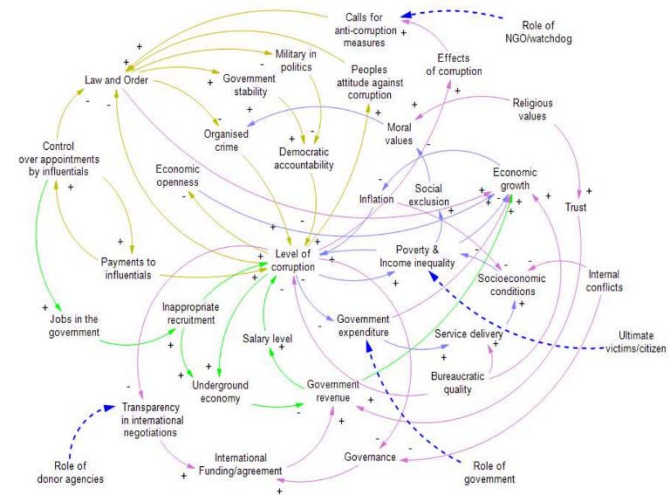 Calls for
anti-corruption
measures
Role of
NGO/watchdog
Military in
politics
Law and Order
Government
stability
Peoples
attitude against
corruption
Effects
of corruption
Religious
values
Organised
crime
Moral
values
Control
over appointments
by influentials
Democratic
accountability
Economic
openness
Economic
growth
Inflation
Social
exclusion
Trust
Payments to
influentials
Level of
corruption
Poverty &
Income inequality
Socioeconomic
conditions
Internal
conflicts
Jobs in the
government
Inappropriate
recruitment
Government
expenditure
Salary level
Service delivery
Ultimate
victims/citizen
Underground
economy
Government
revenue
Bureaucratic
quality
Transparency
in international
negotiations
International
Funding/agreement
Governance
Role of
donor agencies
Role of
government